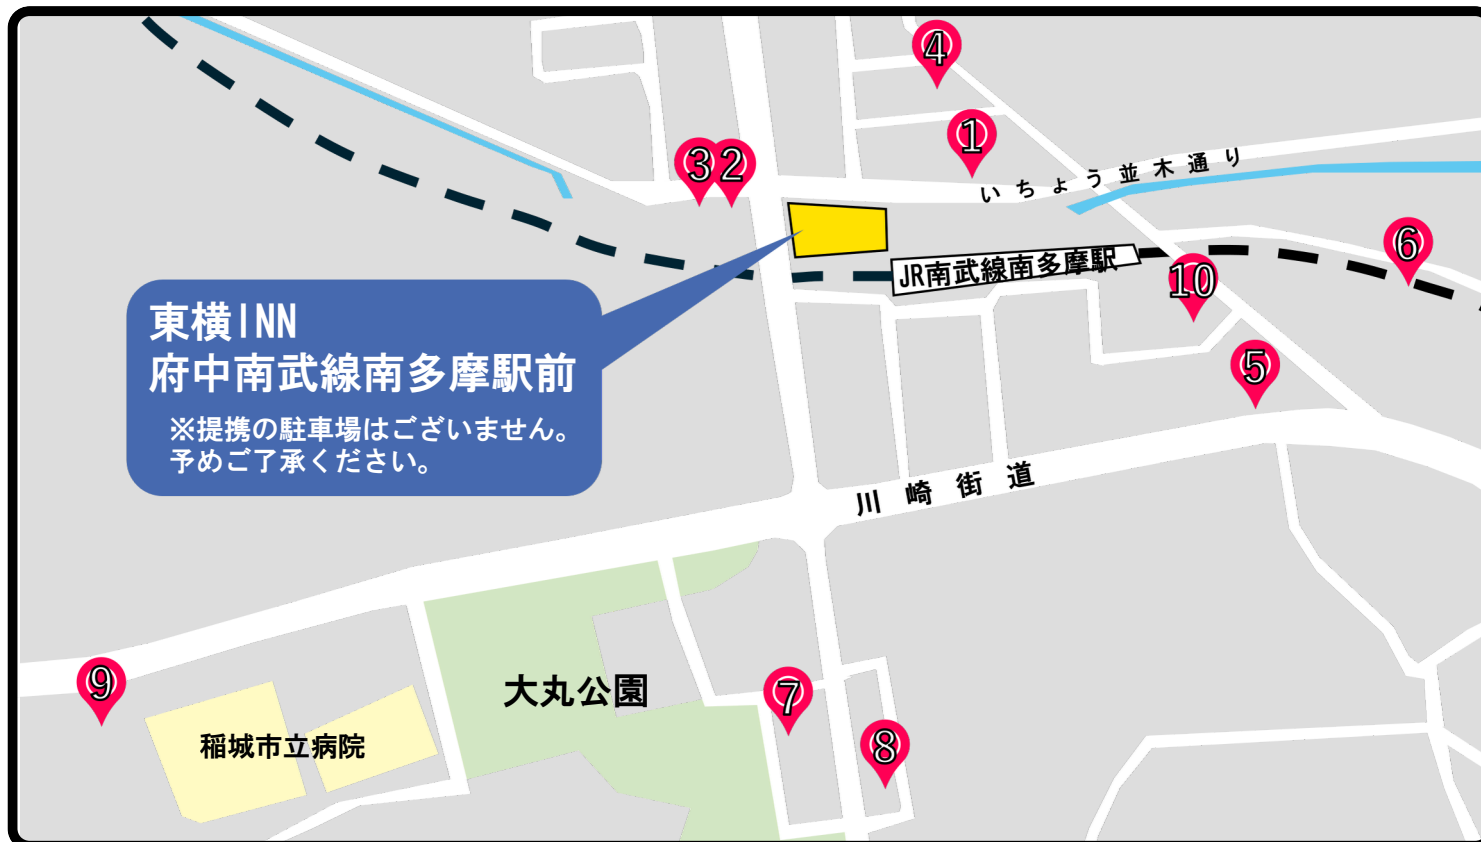 4
1
3
2
いちょう並木通り
6
JR南武線南多摩駅
10
東横INN
府中南武線南多摩駅前
※提携の駐車場はございません。
予めご了承ください。
5
川崎街道
9
大丸公園
7
稲城市立病院
8